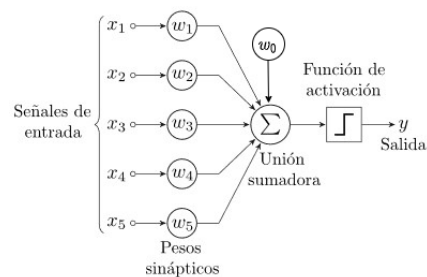 x₁ w₁
w₀
x₂ w₂
Función de
activación
Señales de
entrada
x₃ w₃
Σ
y
Salida
Unión
sumadora
x₄ w₄
x₅ w₅
Pesos
sinápticos